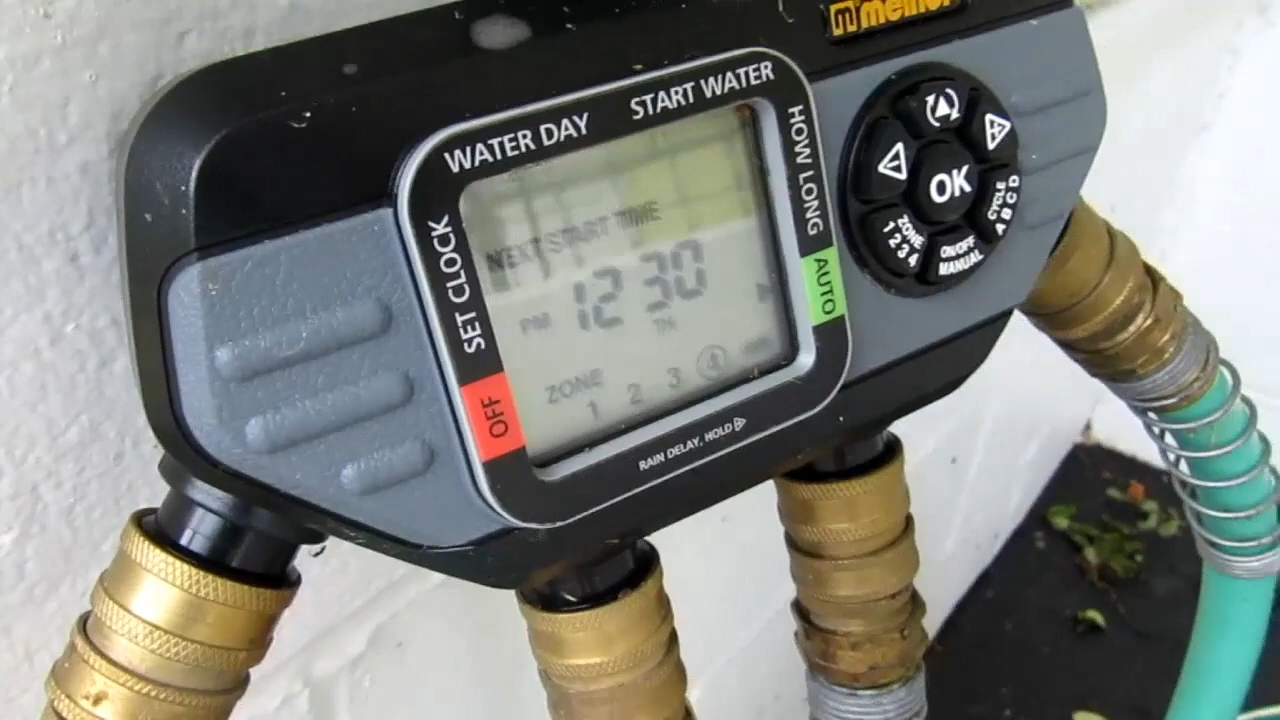 melnor
WATER DAY
START WATER
HOW LONG
AUTO
SET CLOCK
OFF
NEXT START TIME
PM 12 30
TH
ZONE
1 2 3 4
RAIN DELAY, HOLD
OK
ZONE
1 2 3 4
ON/OFF
MANUAL
CYCLE
A B C D